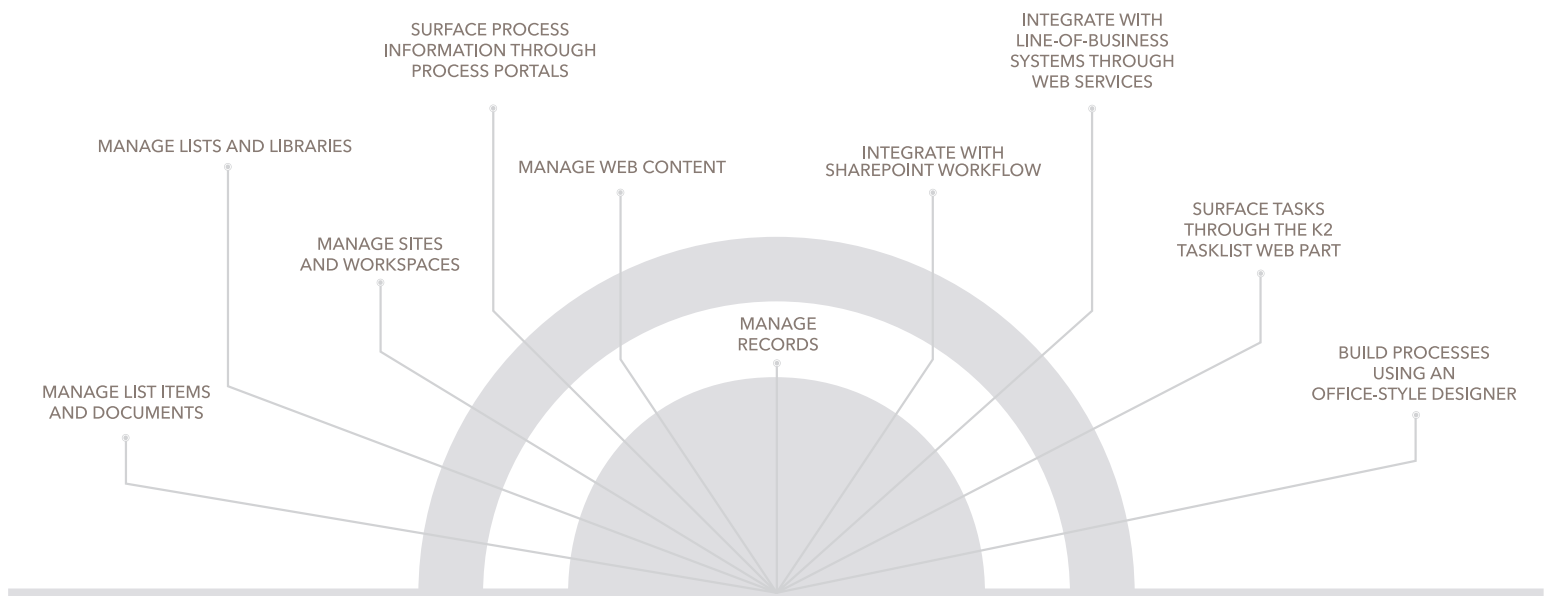 SURFACE PROCESS
INFORMATION THROUGH
PROCESS PORTALS
INTEGRATE WITH
LINE-OF-BUSINESS
SYSTEMS THROUGH
WEB SERVICES
MANAGE LISTS AND LIBRARIES
MANAGE WEB CONTENT
INTEGRATE WITH
SHAREPOINT WORKFLOW
MANAGE SITES
AND WORKSPACES
SURFACE TASKS
THROUGH THE K2
TASKLIST WEB PART
MANAGE
RECORDS
MANAGE LIST ITEMS
AND DOCUMENTS
BUILD PROCESSES
USING AN
OFFICE-STYLE DESIGNER